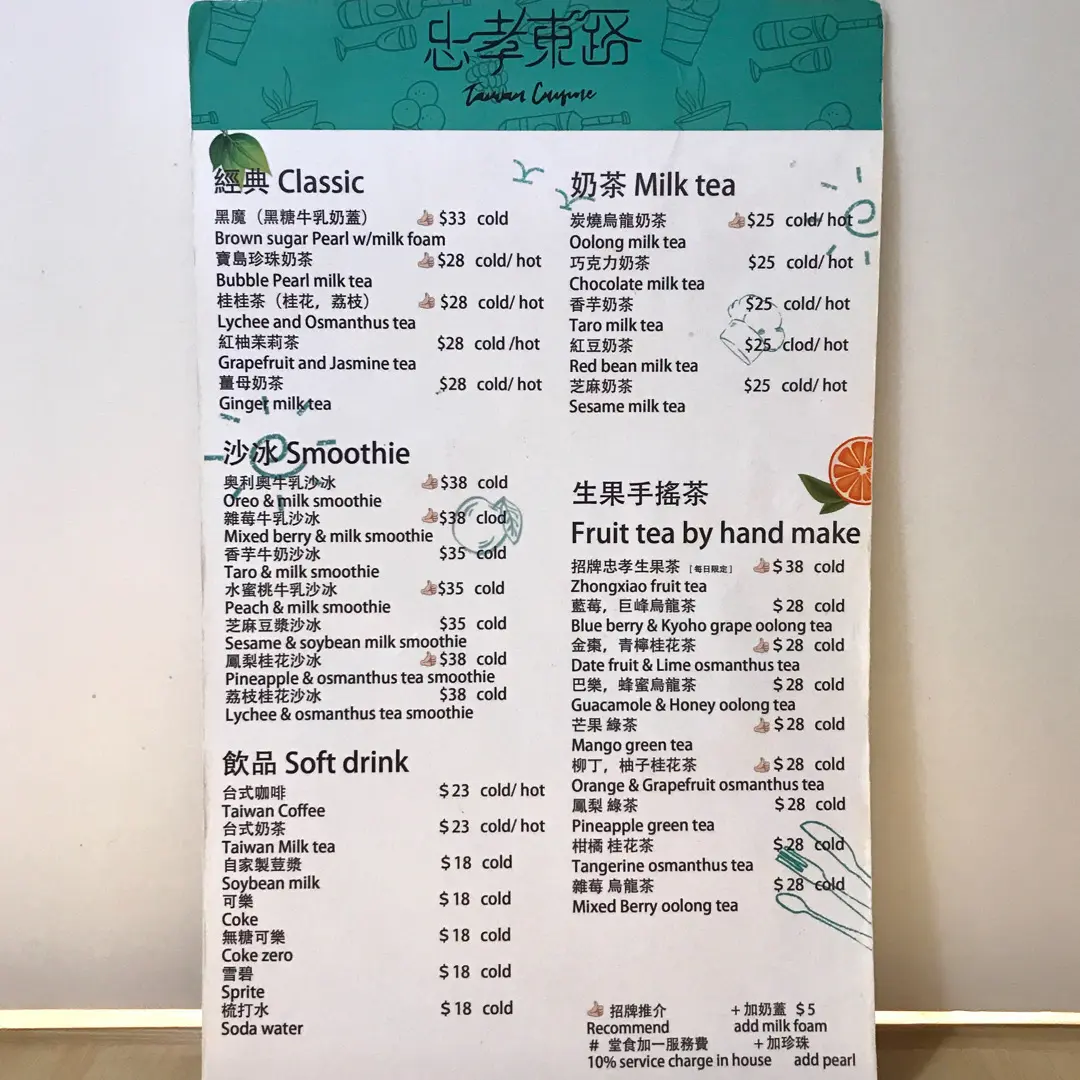 忠孝東路
Taiwan Cuisine
經典 Classic
黑魔（黑糖牛乳奶蓋） $33 cold
Brown sugar Pearl w/milk foam
寶島珍珠奶茶 $28 cold/ hot
Bubble Pearl milk tea
桂桂茶（桂花，荔枝） $28 cold/ hot
Lychee and Osmanthus tea
紅柚茉莉茶 $28 cold /hot
Grapefruit and Jasmine tea
薑母奶茶 $28 cold/ hot
Ginger milk tea
沙冰 Smoothie
奧利奧牛乳沙冰 $38 cold
Oreo & milk smoothie
雜莓牛乳沙冰 $38 clod
Mixed berry & milk smoothie
香芋牛奶沙冰 $35 cold
Taro & milk smoothie
水蜜桃牛乳沙冰 $35 cold
Peach & milk smoothie
芝麻豆漿沙冰 $35 cold
Sesame & soybean milk smoothie
鳳梨桂花沙冰 $38 cold
Pineapple & osmanthus tea smoothie
荔枝桂花沙冰 $38 cold
Lychee & osmanthus tea smoothie
飲品 Soft drink
台式咖啡 $23 cold/ hot
Taiwan Coffee
台式奶茶 $23 cold/ hot
Taiwan Milk tea
自家製荳漿 $18 cold
Soybean milk
可樂 $18 cold
Coke
無糖可樂 $18 cold
Coke zero
雪碧 $18 cold
Sprite
梳打水 $18 cold
Soda water
奶茶 Milk tea
炭燒烏龍奶茶 $25 cold/ hot
Oolong milk tea
巧克力奶茶 $25 cold/ hot
Chocolate milk tea
香芋奶茶 $25 cold/ hot
Taro milk tea
紅豆奶茶 $25 clod/ hot
Red bean milk tea
芝麻奶茶 $25 cold/ hot
Sesame milk tea
生果手搖茶
Fruit tea by hand make
招牌忠孝生果茶 [每日限定] $38 cold
Zhongxiao fruit tea
藍莓，巨峰烏龍茶 $28 cold
Blue berry & Kyoho grape oolong tea
金棗，青檸桂花茶 $28 cold
Date fruit & Lime osmanthus tea
巴樂，蜂蜜烏龍茶 $28 cold
Guacamole & Honey oolong tea
芒果 綠茶 $28 cold
Mango green tea
柳丁，柚子桂花茶 $28 cold
Orange & Grapefruit osmanthus tea
鳳梨 綠茶 $28 cold
Pineapple green tea
柑橘 桂花茶 $28 cold
Tangerine osmanthus tea
雜莓 烏龍茶 $28 cold
Mixed Berry oolong tea
招牌推介 +加奶蓋 $5
Recommend add milk foam
# 堂食加一服務費 +加珍珠
10% service charge in house add pearl